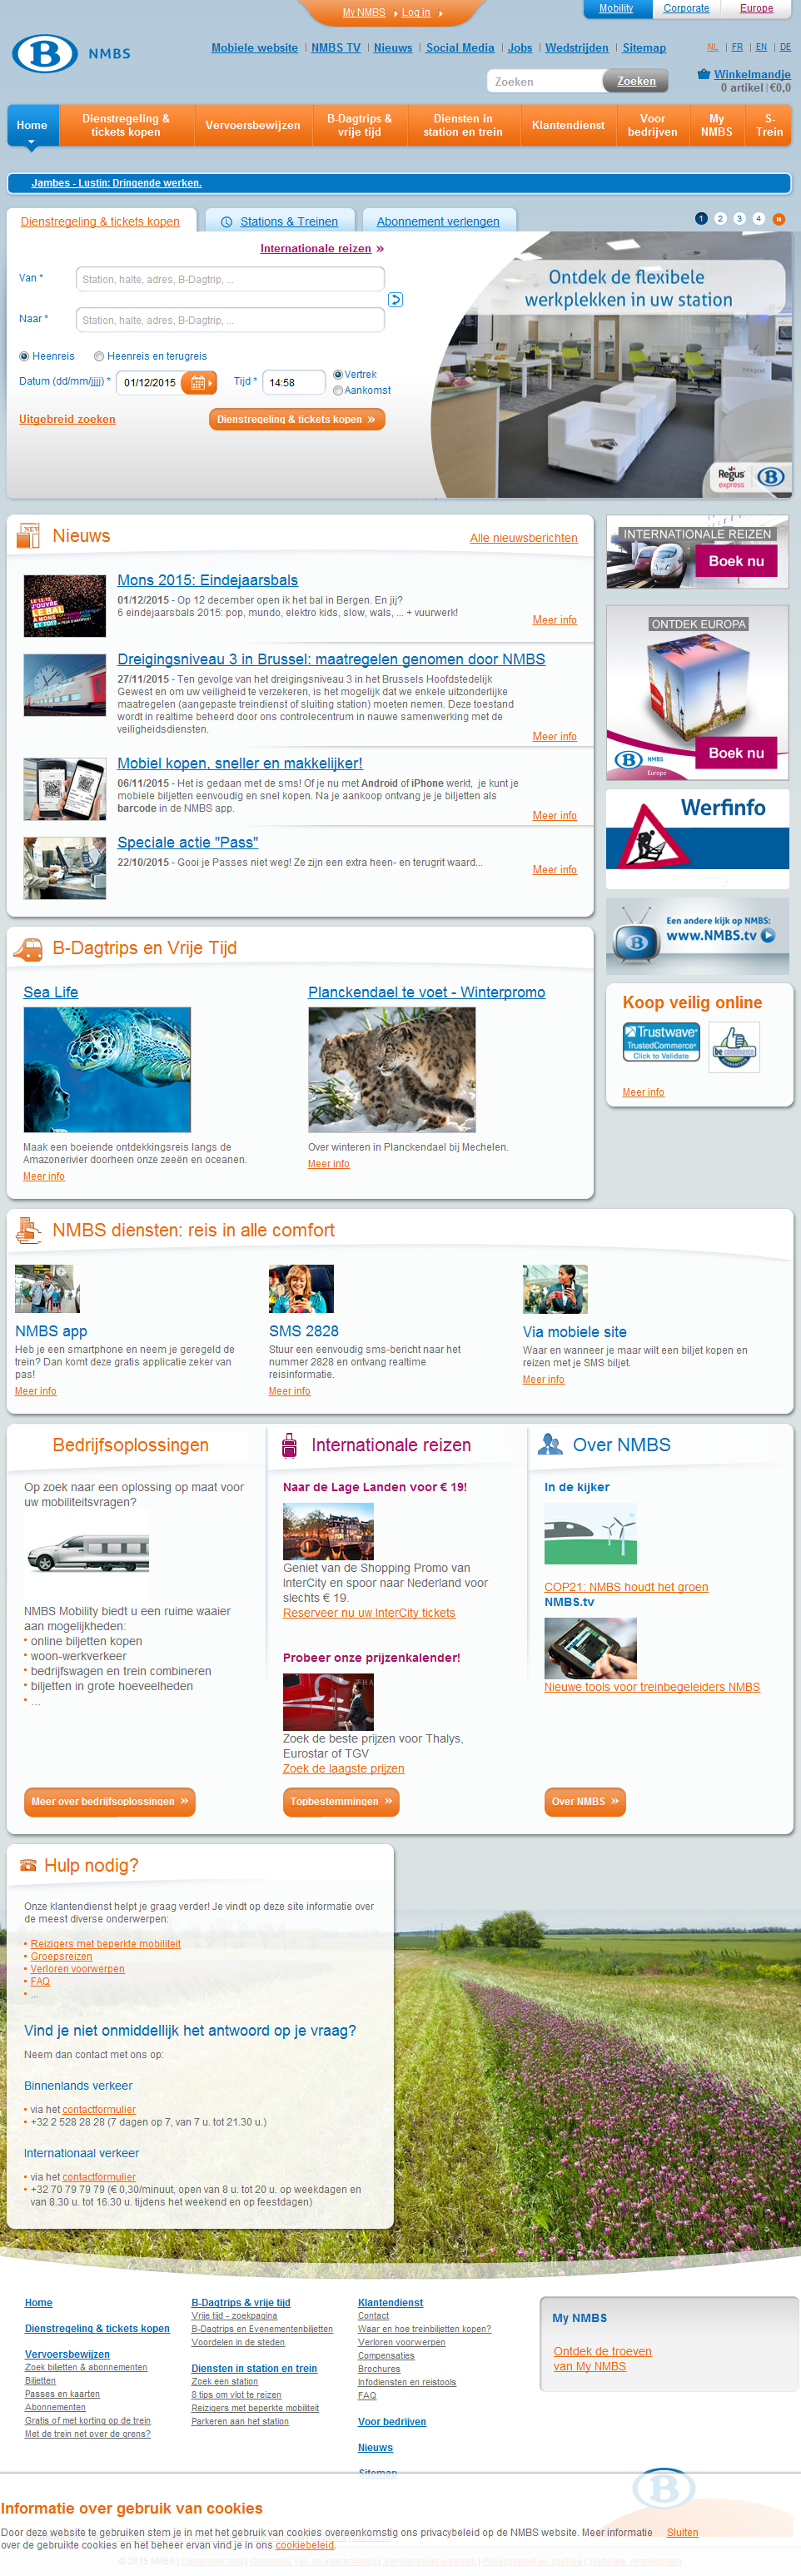 My NMBS Log in
Mobility Corporate Europe
B NMBS
Mobiele website | NMBS TV | Nieuws | Social Media | Jobs | Wedstrijden | Sitemap
NL | FR | EN | DE
Zoeken Zoeken
Winkelmandje
0 artikel | €0,0
Home
Dienstregeling & tickets kopen
Vervoersbewijzen
B-Dagtrips & vrije tijd
Diensten in station en trein
Klantendienst
Voor bedrijven
My NMBS
S-Trein
Jambes - Lustin: Dringende werken.
Dienstregeling & tickets kopen
Stations & Treinen
Abonnement verlengen
1 2 3 4
Internationale reizen »
Van * Station, halte, adres, B-Dagtrip, ...
Naar * Station, halte, adres, B-Dagtrip, ...
Heenreis Heenreis en terugreis
Datum (dd/mm/jjjj) * 01/12/2015 Tijd * 14:58 Vertrek
Aankomst
Uitgebreid zoeken Dienstregeling & tickets kopen »
Ontdek de flexibele
werkplekken in uw station
Regus
express
B
Nieuws
Alle nieuwsberichten
Mons 2015: Eindejaarsbals
01/12/2015 - Op 12 december open ik het bal in Bergen. En jij?
6 eindejaarsbals 2015: pop, mundo, elektro kids, slow, wals, ... + vuurwerk!
Meer info
Dreigingsniveau 3 in Brussel: maatregelen genomen door NMBS
27/11/2015 - Ten gevolge van het dreigingsniveau 3 in het Brussels Hoofdstedelijk
Gewest en om uw veiligheid te verzekeren, is het mogelijk dat we enkele uitzonderlijke
maatregelen (aangepaste treindienst of sluiting station) moeten nemen. Deze toestand
wordt in realtime beheerd door ons controlecentrum in nauwe samenwerking met de
veiligheidsdiensten.
Meer info
Mobiel kopen, sneller en makkelijker!
06/11/2015 - Het is gedaan met de sms! Of je nu met Android of iPhone werkt, je kunt je
mobiele biljetten eenvoudig en snel kopen. Na je aankoop ontvang je je biljetten als
barcode in de NMBS app.
Meer info
Speciale actie "Pass"
22/10/2015 - Gooi je Passes niet weg! Ze zijn een extra heen- en terugrit waard...
Meer info
INTERNATIONALE REIZEN
Boek nu
ONTDEK EUROPA
B NMBS
Europe
Boek nu
Werfinfo
Een andere kijk op NMBS:
www.NMBS.tv
Koop veilig online
Trustwave
TrustedCommerce
Click to Validate
be commerce
Meer info
B-Dagtrips en Vrije Tijd
Sea Life
Maak een boeiende ontdekkingsreis langs de
Amazonerivier doorheen onze zeeën en oceanen.
Meer info
Planckendael te voet - Winterpromo
Over winteren in Planckendael bij Mechelen.
Meer info
NMBS diensten: reis in alle comfort
NMBS app
Heb je een smartphone en neem je geregeld de
trein? Dan komt deze gratis applicatie zeker van
pas!
Meer info
SMS 2828
Stuur een eenvoudig sms-bericht naar het
nummer 2828 en ontvang realtime
reisinformatie.
Meer info
Via mobiele site
Waar en wanneer je maar wilt een biljet kopen en
reizen met je SMS biljet.
Meer info
Bedrijfsoplossingen
Op zoek naar een oplossing op maat voor
uw mobiliteitsvragen?
NMBS Mobility biedt u een ruime waaier
aan mogelijkheden:
online biljetten kopen
woon-werkverkeer
bedrijfswagen en trein combineren
biljetten in grote hoeveelheden
...
Meer over bedrijfsoplossingen »
Internationale reizen
Naar de Lage Landen voor € 19!
Geniet van de Shopping Promo van
InterCity en spoor naar Nederland voor
slechts € 19.
Reserveer nu uw InterCity tickets
Probeer onze prijzenkalender!
Zoek de beste prijzen voor Thalys,
Eurostar of TGV
Zoek de laagste prijzen
Topbestemmingen »
Over NMBS
In de kijker
COP21: NMBS houdt het groen
NMBS.tv
Nieuwe tools voor treinbegeleiders NMBS
Over NMBS »
Hulp nodig?
Onze klantendienst helpt je graag verder! Je vindt op deze site informatie over
de meest diverse onderwerpen:
Reizigers met beperkte mobiliteit
Groepsreizen
Verloren voorwerpen
FAQ
...
Vind je niet onmiddellijk het antwoord op je vraag?
Neem dan contact met ons op:
Binnenlands verkeer
via het contactformulier
+32 2 528 28 28 (7 dagen op 7, van 7 u. tot 21.30 u.)
Internationaal verkeer
via het contactformulier
+32 70 79 79 79 (€ 0,30/minuut, open van 8 u. tot 20 u. op weekdagen en
van 8.30 u. tot 16.30 u. tijdens het weekend en op feestdagen)
Home
Dienstregeling & tickets kopen
Vervoersbewijzen
Zoek biljetten & abonnementen
Biljetten
Passes en kaarten
Abonnementen
Gratis of met korting op de trein
Met de trein net over de grens?
B-Dagtrips & vrije tijd
Vrije tijd - zoekpagina
B-Dagtrips en Evenementenbiljetten
Voordelen in de steden
Diensten in station en trein
Zoek een station
8 tips om vlot te reizen
Reizigers met beperkte mobiliteit
Parkeren aan het station
Klantendienst
Contact
Waar en hoe treinbiljetten kopen?
Verloren voorwerpen
Compensaties
Brochures
Infodiensten en reistools
FAQ
Voor bedrijven
Nieuws
Sitemap
My NMBS
Ontdek de troeven
van My NMBS
B
Informatie over gebruik van cookies
Door deze website te gebruiken stem je in met het gebruik van cookies overeenkomstig ons privacybeleid op de NMBS website. Meer informatie Sluiten
over de gebruikte cookies en het beheer ervan vind je in ons cookiebeleid.